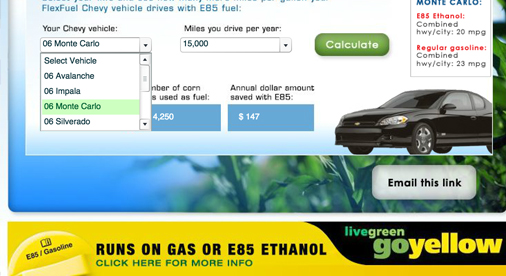 FlexFuel Chevy vehicle drives with E85 fuel:
Your Chevy vehicle:
06 Monte Carlo
Select Vehicle
06 Avalanche
06 Impala
06 Monte Carlo
06 Silverado
Miles you drive per year:
15,000
Calculate
mber of corn
s used as fuel:
4,250
Annual dollar amount
saved with E85:
$ 147
MONTE CARLO:
E85 Ethanol:
Combined
hwy/city: 16 mpg
Regular gasoline:
Combined
hwy/city: 23 mpg
Email this link
E85 / Gasoline
RUNS ON GAS OR E85 ETHANOL
CLICK HERE FOR MORE INFO
livegreen
goyellow